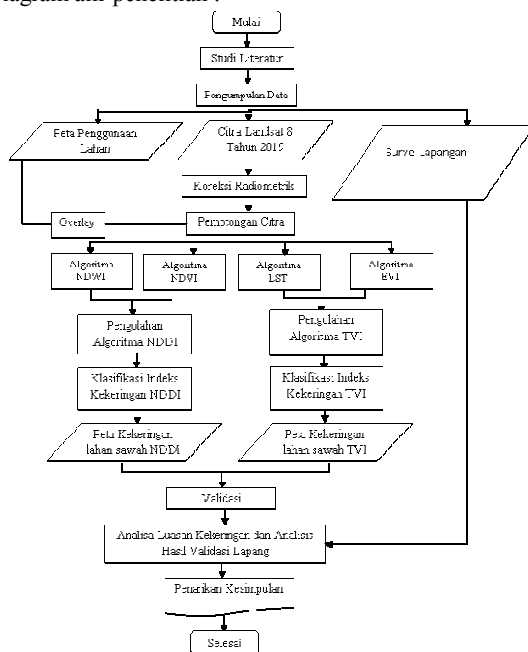 diagram alir penelitian :
Mulai
Studi Literatur
Pengumpulan Data
Peta Penggunaan
Lahan
Citra Landsat 8
Tahun 2015
Survei Lapangan
Koreksi Radiometrik
Overlay
Pemotongan Citra
Algoritma
NDWI
Algoritma
NDVI
Algoritma
LST
Algoritma
EVI
Pengolahan
Algoritma NDDI
Pengolahan
Algoritma TVI
Klasifikasi Indeks
Kekeringan NDDI
Klasifikasi Indeks
Kekeringan TVI
Peta Kekeringan
lahan sawah NDDI
Peta Kekeringan
lahan sawah TVI
Validasi
Analisa Luasan Kekeringan dan Analisis
Hasil Validasi Lapang
Penarikan Kesimpulan
Selesai